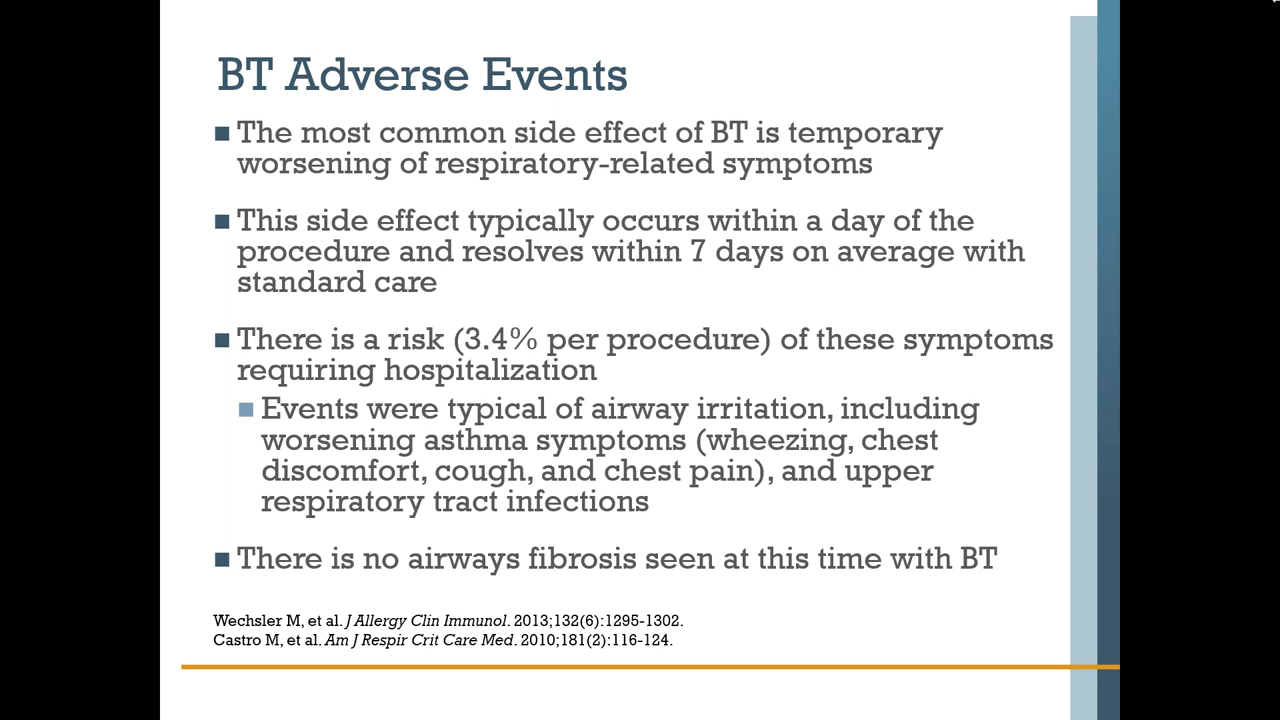 BT Adverse Events
The most common side effect of BT is temporary
worsening of respiratory-related symptoms
This side effect typically occurs within a day of the
procedure and resolves within 7 days on average with
standard care
There is a risk (3.4% per procedure) of these symptoms
requiring hospitalization
Events were typical of airway irritation, including
worsening asthma symptoms (wheezing, chest
discomfort, cough, and chest pain), and upper
respiratory tract infections
There is no airways fibrosis seen at this time with BT
Wechsler M, et al. J Allergy Clin Immunol. 2013;132(6):1295-1302.
Castro M, et al. Am J Respir Crit Care Med. 2010;181(2):116-124.